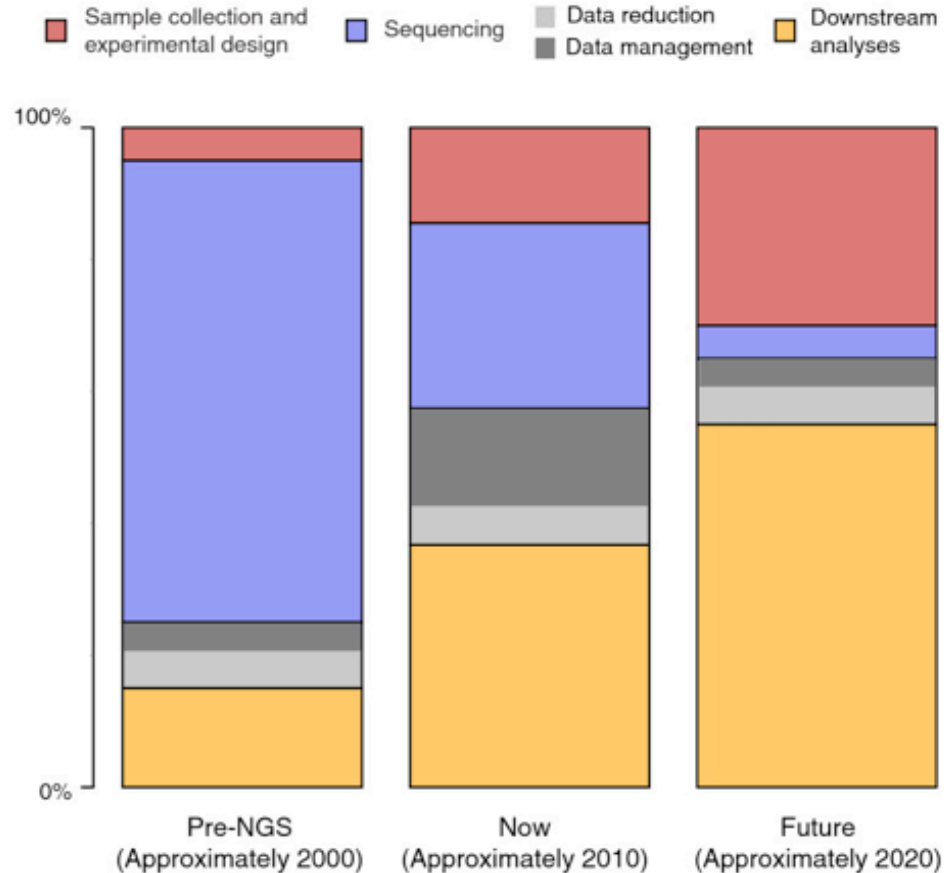 Sample collection and
experimental design
Sequencing
Data reduction
Data management
Downstream
analyses
100%
0%
Pre-NGS
(Approximately 2000)
Now
(Approximately 2010)
Future
(Approximately 2020)